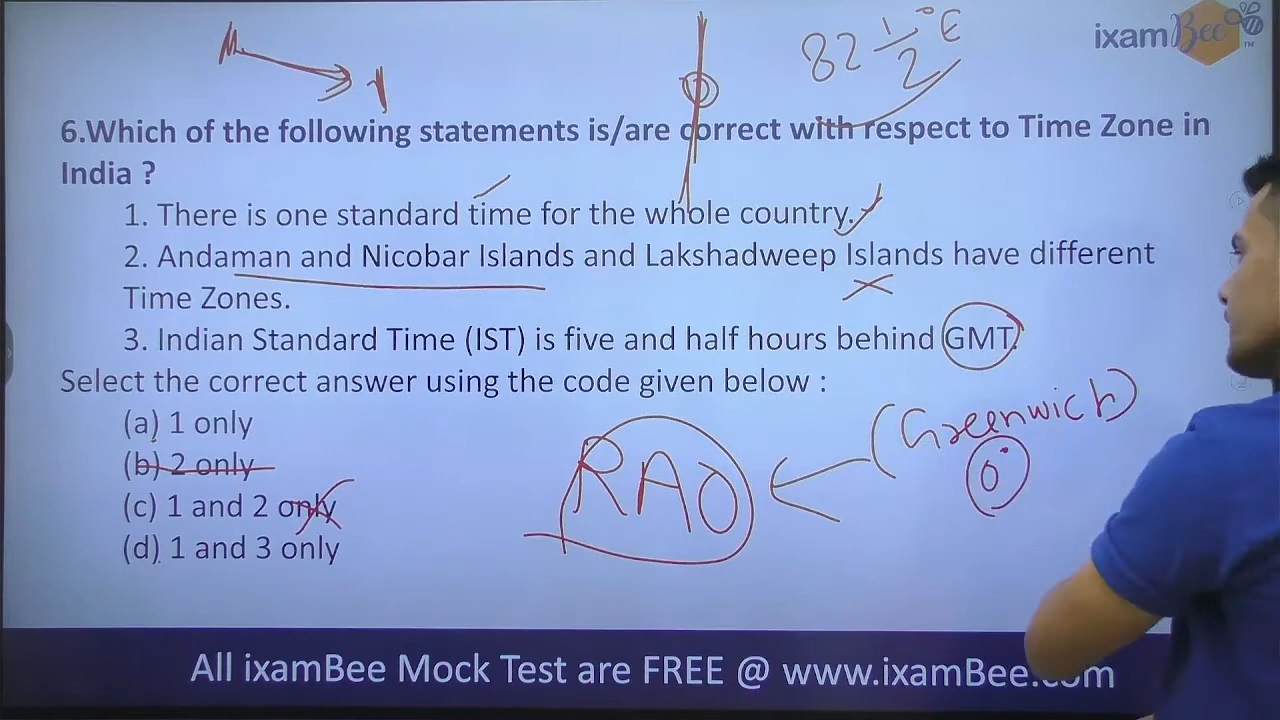 82 1/2° E
ixamBee™
6.Which of the following statements is/are correct with respect to Time Zone in
India ?
1. There is one standard time for the whole country.
2. Andaman and Nicobar Islands and Lakshadweep Islands have different
Time Zones.
3. Indian Standard Time (IST) is five and half hours behind GMT.
Select the correct answer using the code given below :
(a) 1 only
(b) 2 only
(c) 1 and 2 only
(d) 1 and 3 only
(Greenwich)
0°
RAO
All ixamBee Mock Test are FREE @ www.ixamBee.com